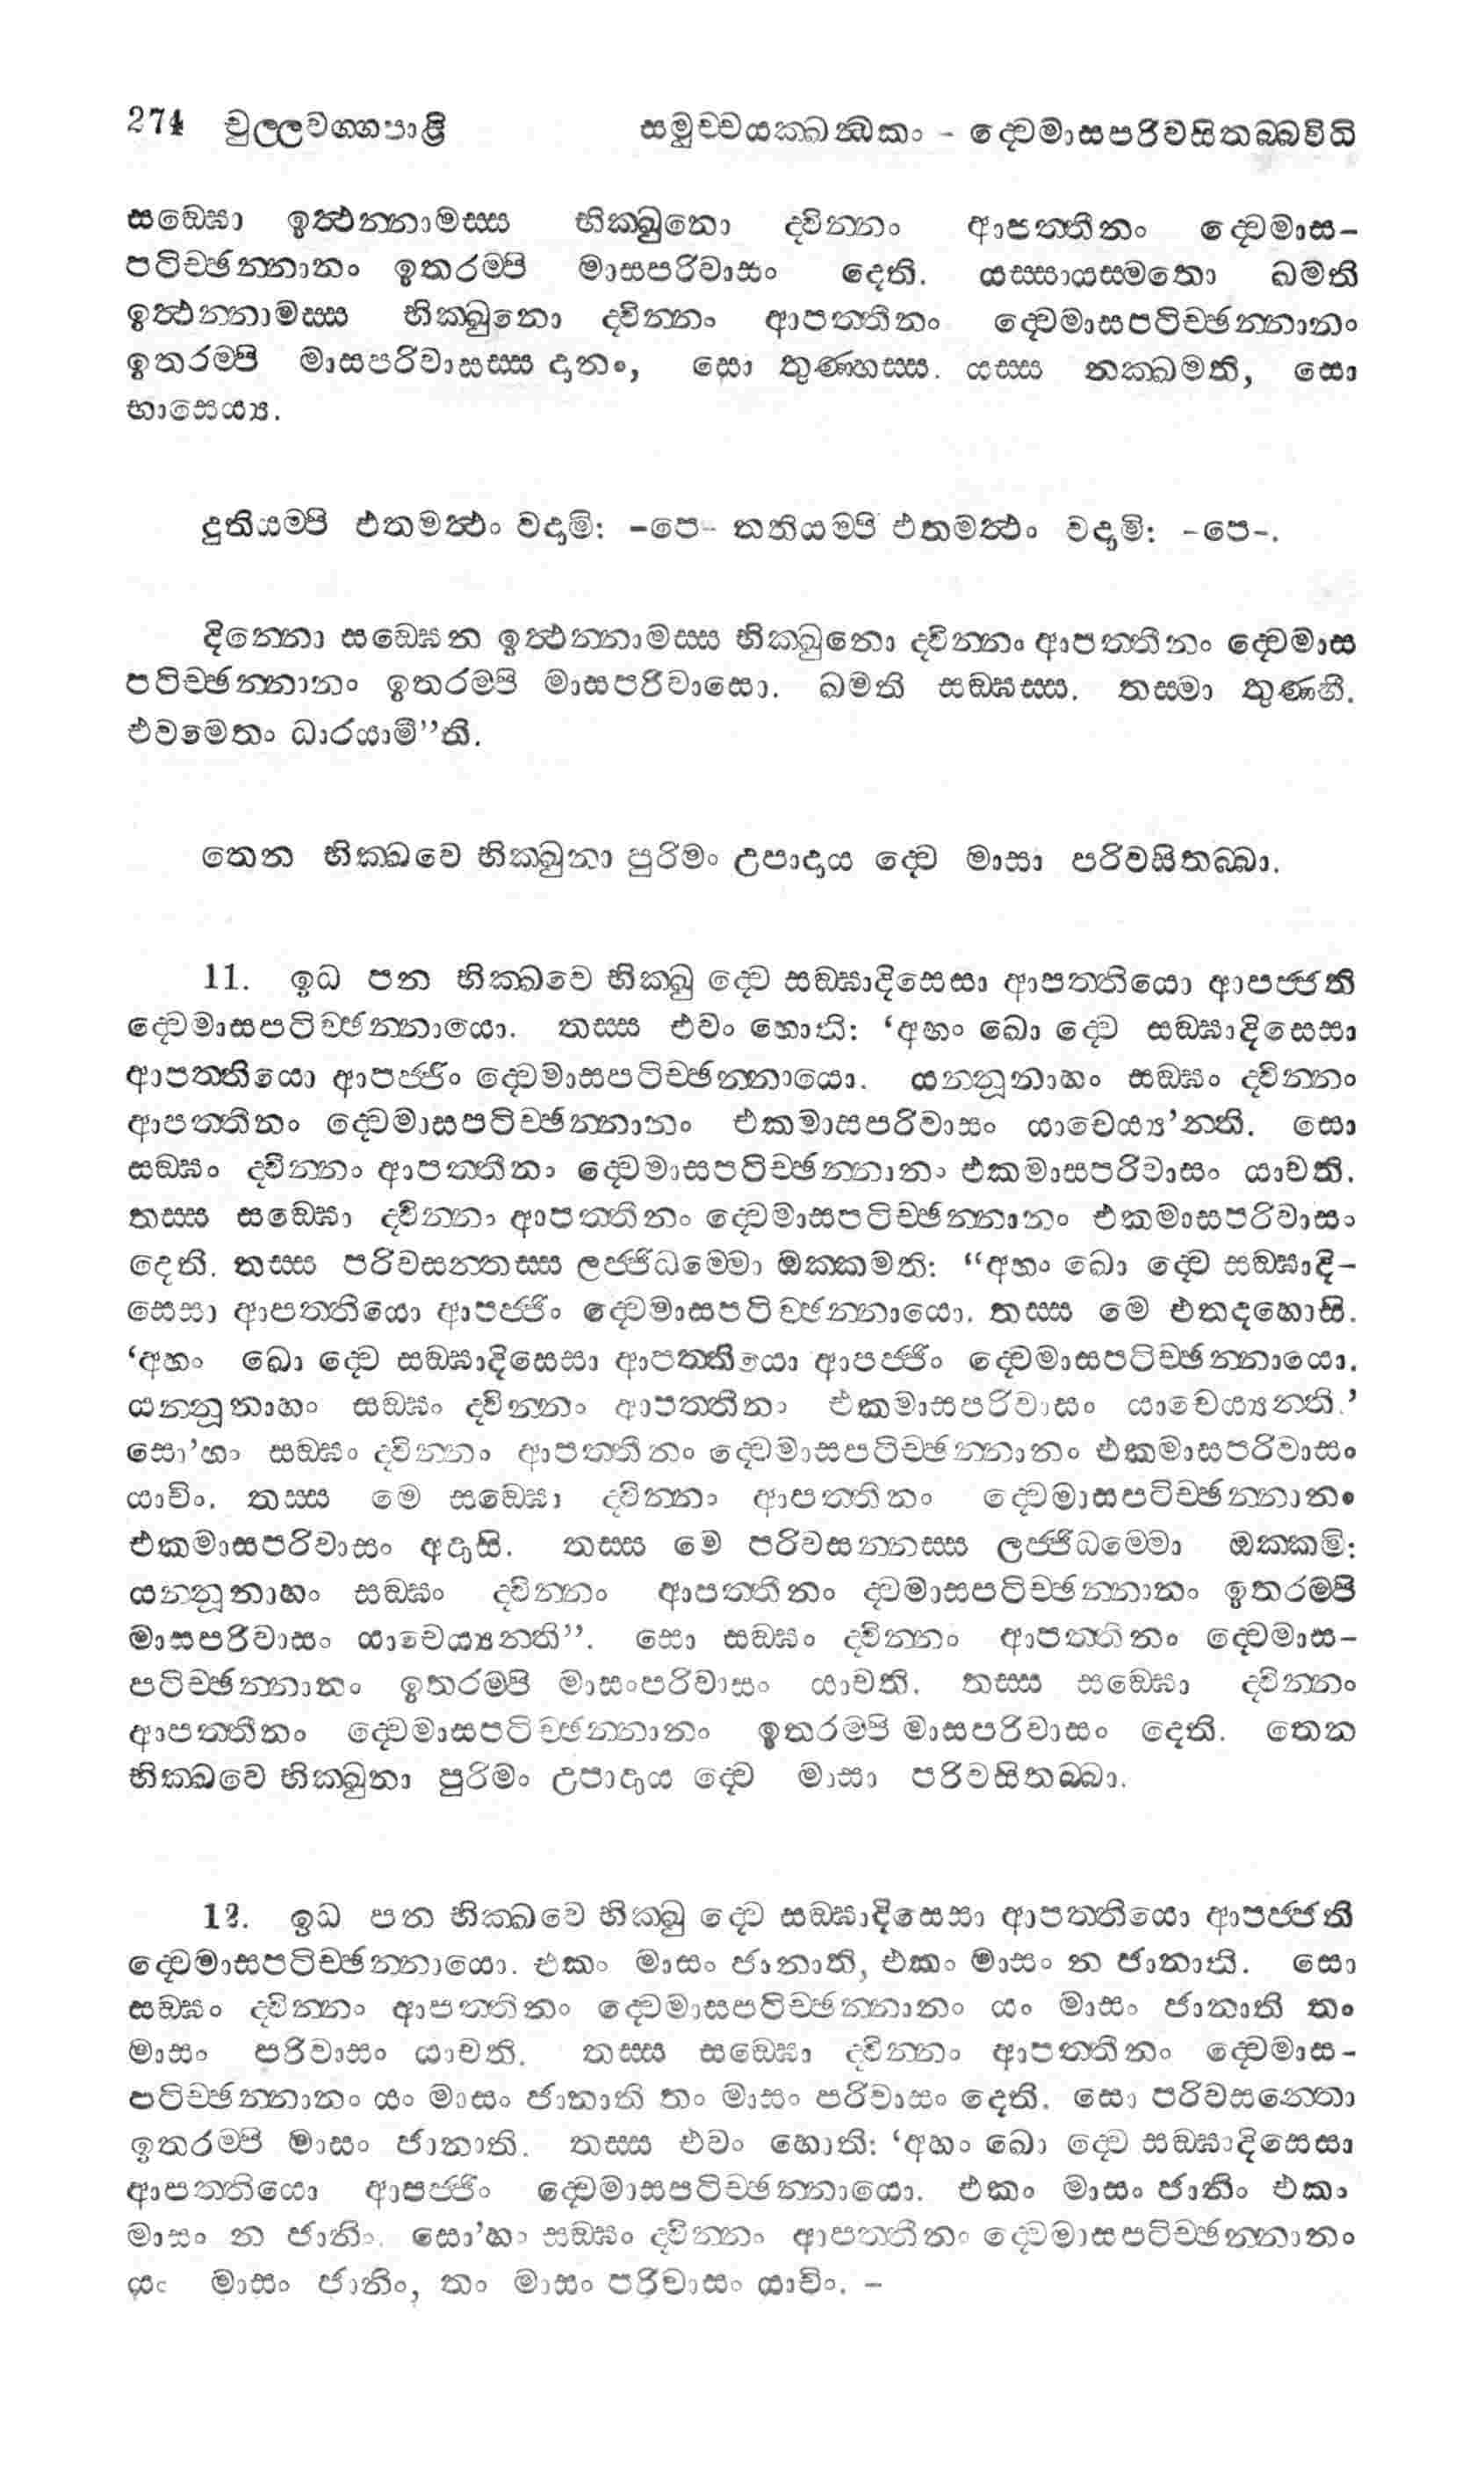 274 චුල්ලවග්ගපාළි සමුච්චයක්ඛන්ධකං - ද්වෙමාසපරිවසිතබ්බවිධි
සඞ්ඝො ඉත්ථන්නාමස්ස භික්ඛුනො ද්වින්නං ආපත්තීනං ද්වෙමාස-
පටිච්ඡන්නානං ඉතරම්පි මාසපරිවාසං දෙති. යස්සායස්මතො ඛමති
ඉත්ථන්නාමස්ස භික්ඛුනො ද්වින්නං ආපත්තීනං ද්වෙමාසපටිච්ඡන්නානං
ඉතරම්පි මාසපරිවාසස්ස දානං, සො තුණ්හස්ස. යස්ස නක්ඛමති, සො
භාසෙය්‍ය.
දුතියම්පි එතමත්ථං වදාමි: -පෙ- තතියම්පි එතමත්ථං වදාමි: -පෙ-.
දින්නො සඞ්ඝෙන ඉත්ථන්නාමස්ස භික්ඛුනො ද්වින්නං ආපත්තීනං ද්වෙමාස
පටිච්ඡන්නානං ඉතරම්පි මාසපරිවාසො. ඛමති සඞ්ඝස්ස. තස්මා තුණ්හී.
එවමෙතං ධාරයාමී”ති.
තෙන භික්ඛවෙ භික්ඛුනා පුරිමං උපාදාය ද්වෙ මාසා පරිවසිතබ්බා.
11. ඉධ පන භික්ඛවෙ භික්ඛු ද්වෙ සඞ්ඝාදිසෙසා ආපත්තියො ආපජ්ජති
ද්වෙමාසපටිච්ඡන්නායො. තස්ස එවං හොති: ‘අහං ඛො ද්වෙ සඞ්ඝාදිසෙසා
ආපත්තියො ආපජ්ජිං ද්වෙමාසපටිච්ඡන්නායො. යන්නූනාහං සඞ්ඝං ද්වින්නං
ආපත්තීනං ද්වෙමාසපටිච්ඡන්නානං එකමාසපරිවාසං යාචෙය්‍ය’න්ති. සො
සඞ්ඝං ද්වින්නං ආපත්තීනං ද්වෙමාසපටිච්ඡන්නානං එකමාසපරිවාසං යාචති.
තස්ස සඞ්ඝො ද්වින්නං ආපත්තීනං ද්වෙමාසපටිච්ඡන්නානං එකමාසපරිවාසං
දෙති. තස්ස පරිවසන්තස්ස ලජ්ජිධම්මො ඔක්කමති: “අහං ඛො ද්වෙ සඞ්ඝාදි-
සෙසා ආපත්තියො ආපජ්ජිං ද්වෙමාසපටිච්ඡන්නායො. තස්ස මෙ එතදහොසි.
‘අහං ඛො ද්වෙ සඞ්ඝාදිසෙසා ආපත්තියො ආපජ්ජිං ද්වෙමාසපටිච්ඡන්නායො.
යන්නූනාහං සඞ්ඝං ද්වින්නං ආපත්තීනං එකමාසපරිවාසං යාචෙය්‍යන්ති.’
සො’හං සඞ්ඝං ද්වින්නං ආපත්තීනං ද්වෙමාසපටිච්ඡන්නානං එකමාසපරිවාසං
යාචිං. තස්ස මෙ සඞ්ඝො ද්වින්නං ආපත්තීනං ද්වෙමාසපටිච්ඡන්නානං
එකමාසපරිවාසං අදාසි. තස්ස මෙ පරිවසන්තස්ස ලජ්ජිධම්මො ඔක්කමි:
යන්නූනාහං සඞ්ඝං ද්වින්නං ආපත්තීනං ද්වමාසපටිච්ඡන්නානං ඉතරම්පි
මාසපරිවාසං යාචෙය්‍යන්ති”. සො සඞ්ඝං ද්වින්නං ආපත්තීනං ද්වෙමාස-
පටිච්ඡන්නානං ඉතරම්පි මාසංපරිවාසං යාචති. තස්ස සඞ්ඝො ද්වින්නං
ආපත්තීනං ද්වෙමාසපටිච්ඡන්නානං ඉතරම්පි මාසපරිවාසං දෙති. තෙන
භික්ඛවෙ භික්ඛුනා පුරිමං උපාදාය ද්වෙ මාසා පරිවසිතබ්බා.
12. ඉධ පන භික්ඛවෙ භික්ඛු ද්වෙ සඞ්ඝාදිසෙසා ආපත්තියො ආපජ්ජති
ද්වෙමාසපටිච්ඡන්නායො. එකං මාසං ජානාති, එකං මාසං න ජානාති. සො
සඞ්ඝං ද්වින්නං ආපත්තීනං ද්වෙමාසපටිච්ඡන්නානං යං මාසං ජානාති තං
මාසං පරිවාසං යාචති. තස්ස සඞ්ඝො ද්වින්නං ආපත්තීනං ද්වෙමාස-
පටිච්ඡන්නානං යං මාසං ජානාති තං මාසං පරිවාසං දෙති. සො පරිවසන්තො
ඉතරම්පි මාසං ජානාති. තස්ස එවං හොති: ‘අහං ඛො ද්වෙ සඞ්ඝාදිසෙසා
ආපත්තියො ආපජ්ජිං ද්වෙමාසපටිච්ඡන්නායො. එකං මාසං ජානිං එකං
මාසං න ජානිං. සො’හං සඞ්ඝං ද්වින්නං ආපත්තීනං ද්වෙමාසපටිච්ඡන්නානං
යං මාසං ජානිං, තං මාසං පරිවාසං යාචිං. -